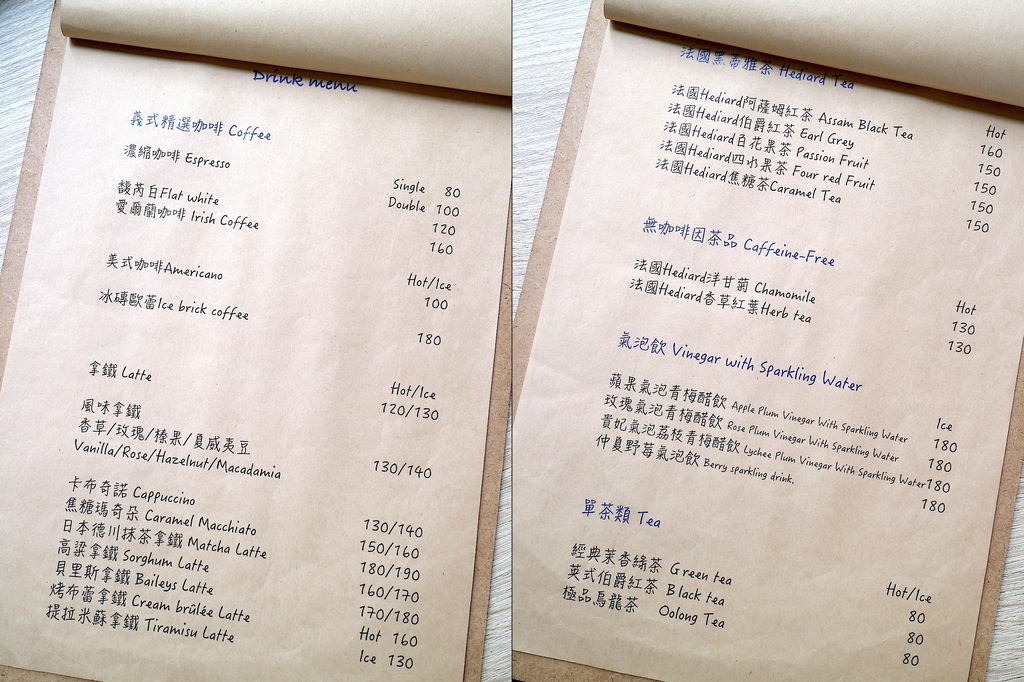 Drink menu
義式精選咖啡 Coffee
濃縮咖啡 Espresso
Single 80
Double 100
馥芮白Flat white 120
愛爾蘭咖啡 Irish Coffee 160
Hot/Ice
美式咖啡Americano 100
冰磚歐蕾Ice brick coffee 180
拿鐵 Latte
Hot/Ice
120/130
風味拿鐵
香草/玫瑰/榛果/夏威夷豆
Vanilla/Rose/Hazelnut/Macadamia 130/140
卡布奇諾 Cappuccino 130/140
焦糖瑪奇朵 Caramel Macchiato 150/160
日本德川抹茶拿鐵 Matcha Latte 180/190
高粱拿鐵 Sorghum Latte 160/170
貝里斯拿鐵 Baileys Latte 170/180
烤布蕾拿鐵 Cream brûlée Latte Hot 160
提拉米蘇拿鐵 Tiramisu Latte Ice 130
法國黑蒂雅茶 Hediard Tea
Hot
法國Hediard阿薩姆紅茶 Assam Black Tea 160
法國Hediard伯爵紅茶 Earl Grey 150
法國Hediard百花果茶 Passion Fruit 150
法國Hediard四水果茶 Four red Fruit 150
法國Hediard焦糖茶Caramel Tea 150
無咖啡因茶品 Caffeine-Free
Hot
法國Hediard洋甘菊 Chamomile 130
法國Hediard香草紅葉Herb tea 130
氣泡飲 Vinegar with Sparkling Water
Ice
蘋果氣泡青梅醋飲 Apple Plum Vinegar With Sparkling Water 180
玫瑰氣泡青梅醋飲 Rose Plum Vinegar With Sparkling Water 180
貴妃氣泡荔枝青梅醋飲 Lychee Plum Vinegar With Sparkling Water 180
仲夏野莓氣泡飲 Berry sparkling drink. 180
單茶類 Tea
Hot/Ice
經典茉香綠茶 Green tea 80
英式伯爵紅茶 Black tea 80
極品烏龍茶 Oolong Tea 80